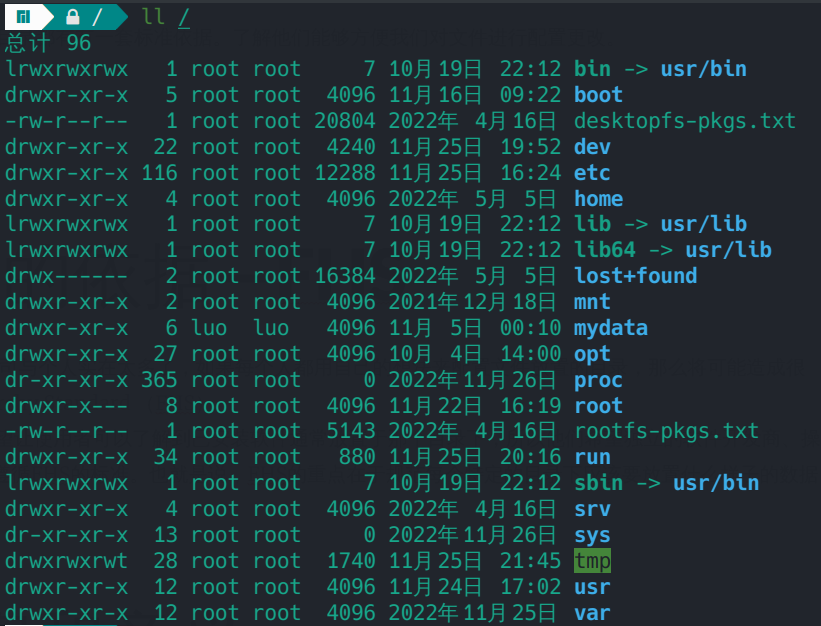 / ll /
总计 96
lrwxrwxrwx 1 root root 7 10月19日 22:12 bin -> usr/bin
drwxr-xr-x 5 root root 4096 11月16日 09:22 boot
-rw-r--r-- 1 root root 20804 2022年 4月16日 desktopfs-pkgs.txt
drwxr-xr-x 22 root root 4240 11月25日 19:52 dev
drwxr-xr-x 116 root root 12288 11月25日 16:24 etc
drwxr-xr-x 4 root root 4096 2022年 5月 5日 home
lrwxrwxrwx 1 root root 7 10月19日 22:12 lib -> usr/lib
lrwxrwxrwx 1 root root 7 10月19日 22:12 lib64 -> usr/lib
drwx------ 2 root root 16384 2022年 5月 5日 lost+found
drwxr-xr-x 2 root root 4096 2021年12月18日 mnt
drwxr-xr-x 6 luo luo 4096 11月 5日 00:10 mydata
drwxr-xr-x 27 root root 4096 10月 4日 14:00 opt
dr-xr-xr-x 365 root root 0 2022年11月26日 proc
drwxr-x--- 8 root root 4096 11月22日 16:19 root
-rw-r--r-- 1 root root 5143 2022年 4月16日 rootfs-pkgs.txt
drwxr-xr-x 34 root root 880 11月25日 20:16 run
lrwxrwxrwx 1 root root 7 10月19日 22:12 sbin -> usr/bin
drwxr-xr-x 4 root root 4096 2022年 4月16日 srv
dr-xr-xr-x 13 root root 0 2022年11月26日 sys
drwxrwxrwt 28 root root 1740 11月25日 21:45 tmp
drwxr-xr-x 12 root root 4096 11月24日 17:02 usr
drwxr-xr-x 12 root root 4096 2022年11月25日 var